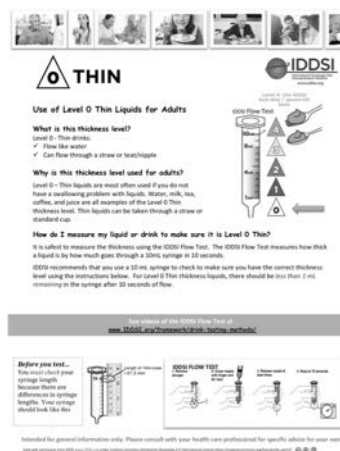 0 THIN
IDDSI
Use of Level 0 Thin Liquids for Adults
What is this thickness level?
Level 0 - Thin drinks:
✓ Flow like water
✓ Can flow through a straw or teat/nipple
Why is this thickness level used for adults?
Level 0 – Thin liquids are most often used if you do not
have a swallowing problem with liquids. Water, milk, tea,
coffee, and juice are all examples of the Level 0 Thin
thickness level. Thin liquids can be taken through a straw or
standard cup.
IDDSI Flow Test
How do I measure my liquid or drink to make sure it is Level 0 Thin?
It is safest to measure the thickness using the IDDSI Flow Test. The IDDSI Flow Test measures how thick
a liquid is by how much goes through a 10mL syringe in 10 seconds.
IDDSI recommends that you use a 10 mL syringe to check to make sure you have the correct thickness
level using the instructions below. For Level 0 Thin thickness liquids, there should be less than 1 mL
remaining in the syringe after 10 seconds of flow.
See videos of the IDDSI Flow Test at
www.IDDSI.org/framework/drink-testing-methods/
Before you test...
You must check your
syringe length
because there are
differences in syringe
lengths. Your syringe
should look like this
Length of 10mL scale
= 61.5 mm
IDDSI FLOW TEST
Intended for general information only. Please consult with your health care professional for specific advice for your needs